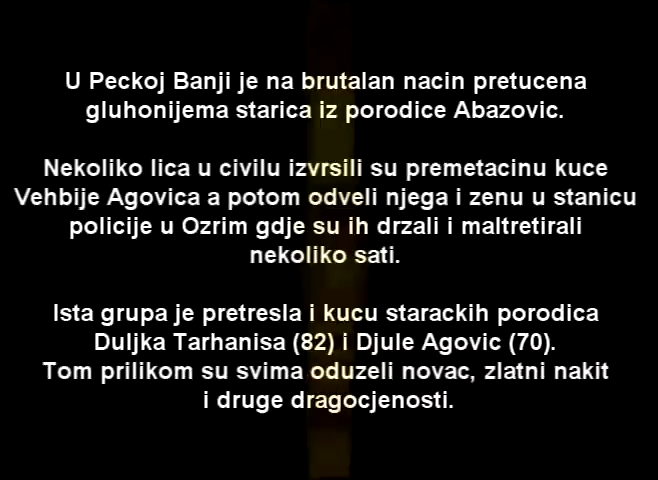 U Peckoj Banji je na brutalan nacin pretucena
gluhonijema starica iz porodice Abazovic.
Nekoliko lica u civilu izvrsili su premetacinu kuce
Vehbije Agovica a potom odveli njega i zenu u stanicu
policije u Ozrim gdje su ih drzali i maltretirali
nekoliko sati.
Ista grupa je pretresla i kucu starackih porodica
Duljka Tarhanisa (82) i Djule Agovic (70).
Tom prilikom su svima oduzeli novac, zlatni nakit
i druge dragocjenosti.